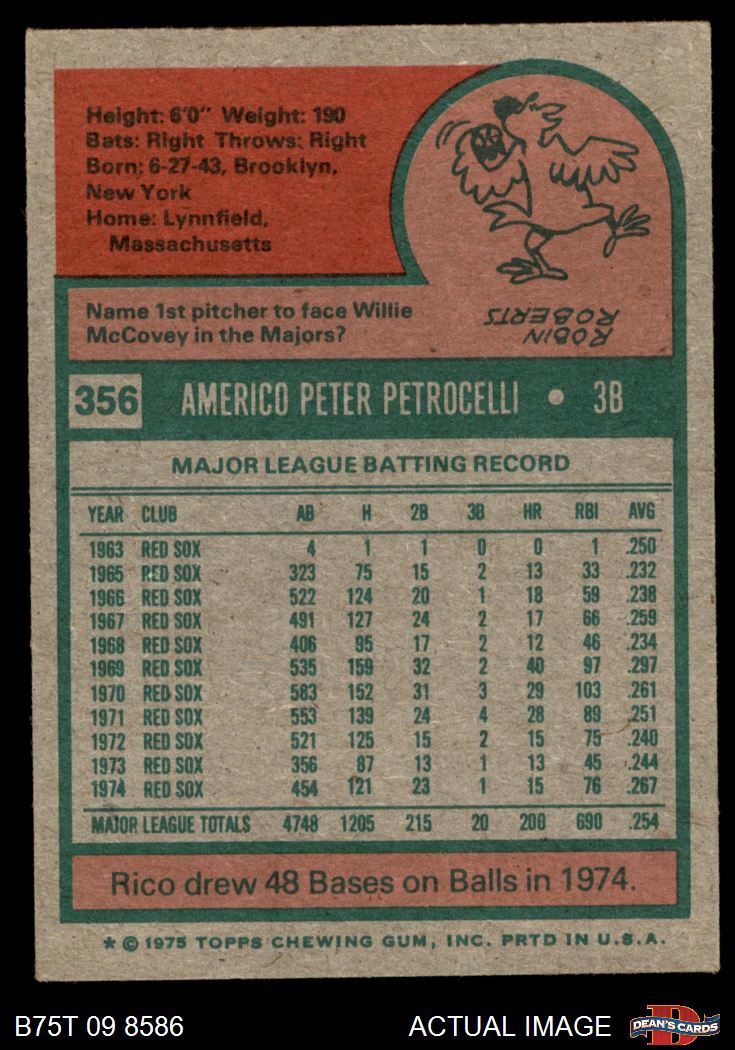 Height: 6'0" Weight: 190
Bats: Right Throws: Right
Born: 6-27-43, Brooklyn,
New York
Home: Lynnfield,
Massachusetts
Name 1st pitcher to face Willie
McCovey in the Majors?
ROBIN
ROBERTS
356 AMERICO PETER PETROCELLI • 3B
MAJOR LEAGUE BATTING RECORD
YEAR CLUB AB H 2B 3B HR RBI AVG
1963 RED SOX 4 1 1 0 0 1 .250
1965 RED SOX 323 75 15 2 13 33 .232
1966 RED SOX 522 124 20 1 18 59 .238
1967 RED SOX 491 127 24 2 17 66 .259
1968 RED SOX 406 95 17 2 12 46 .234
1969 RED SOX 535 159 32 2 40 97 .297
1970 RED SOX 583 152 31 3 29 103 .261
1971 RED SOX 553 139 24 4 28 89 .251
1972 RED SOX 521 125 15 2 15 75 .240
1973 RED SOX 356 87 13 1 13 45 .244
1974 RED SOX 454 121 23 1 15 76 .267
MAJOR LEAGUE TOTALS 4748 1205 215 20 200 690 .254
Rico drew 48 Bases on Balls in 1974.
* © 1975 TOPPS CHEWING GUM, INC. PRTD IN U.S.A.
B75T 09 8586 ACTUAL IMAGE D DEAN'S CARDS